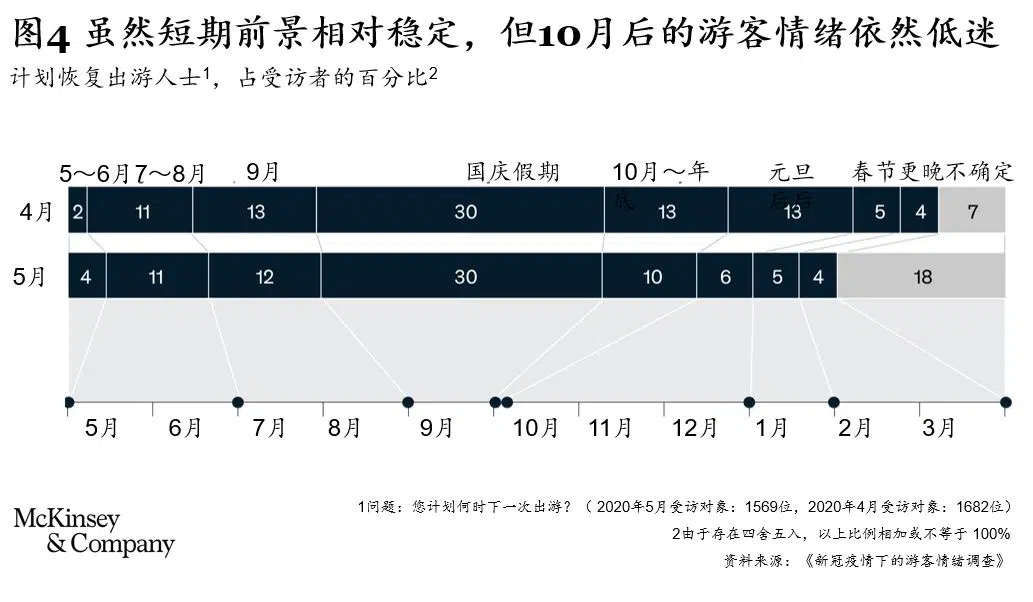 图4 虽然短期前景相对稳定，但10月后的游客情绪依然低迷
计划恢复出游人士1，占受访者的百分比2
5～6月 7～8月 9月 国庆假期 10月～年底 元旦后后 春节 更晚 不确定
4月 2 11 13 30 13 13 5 4 7
5月 4 11 12 30 10 6 5 4 18
5月 6月 7月 8月 9月 10月 11月 12月 1月 2月 3月
McKinsey
& Company
1问题：您计划何时下一次出游？（ 2020年5月受访对象：1569位，2020年4月受访对象：1682位）
2由于存在四舍五入，以上比例相加或不等于 100%
资料来源：《新冠疫情下的游客情绪调查》